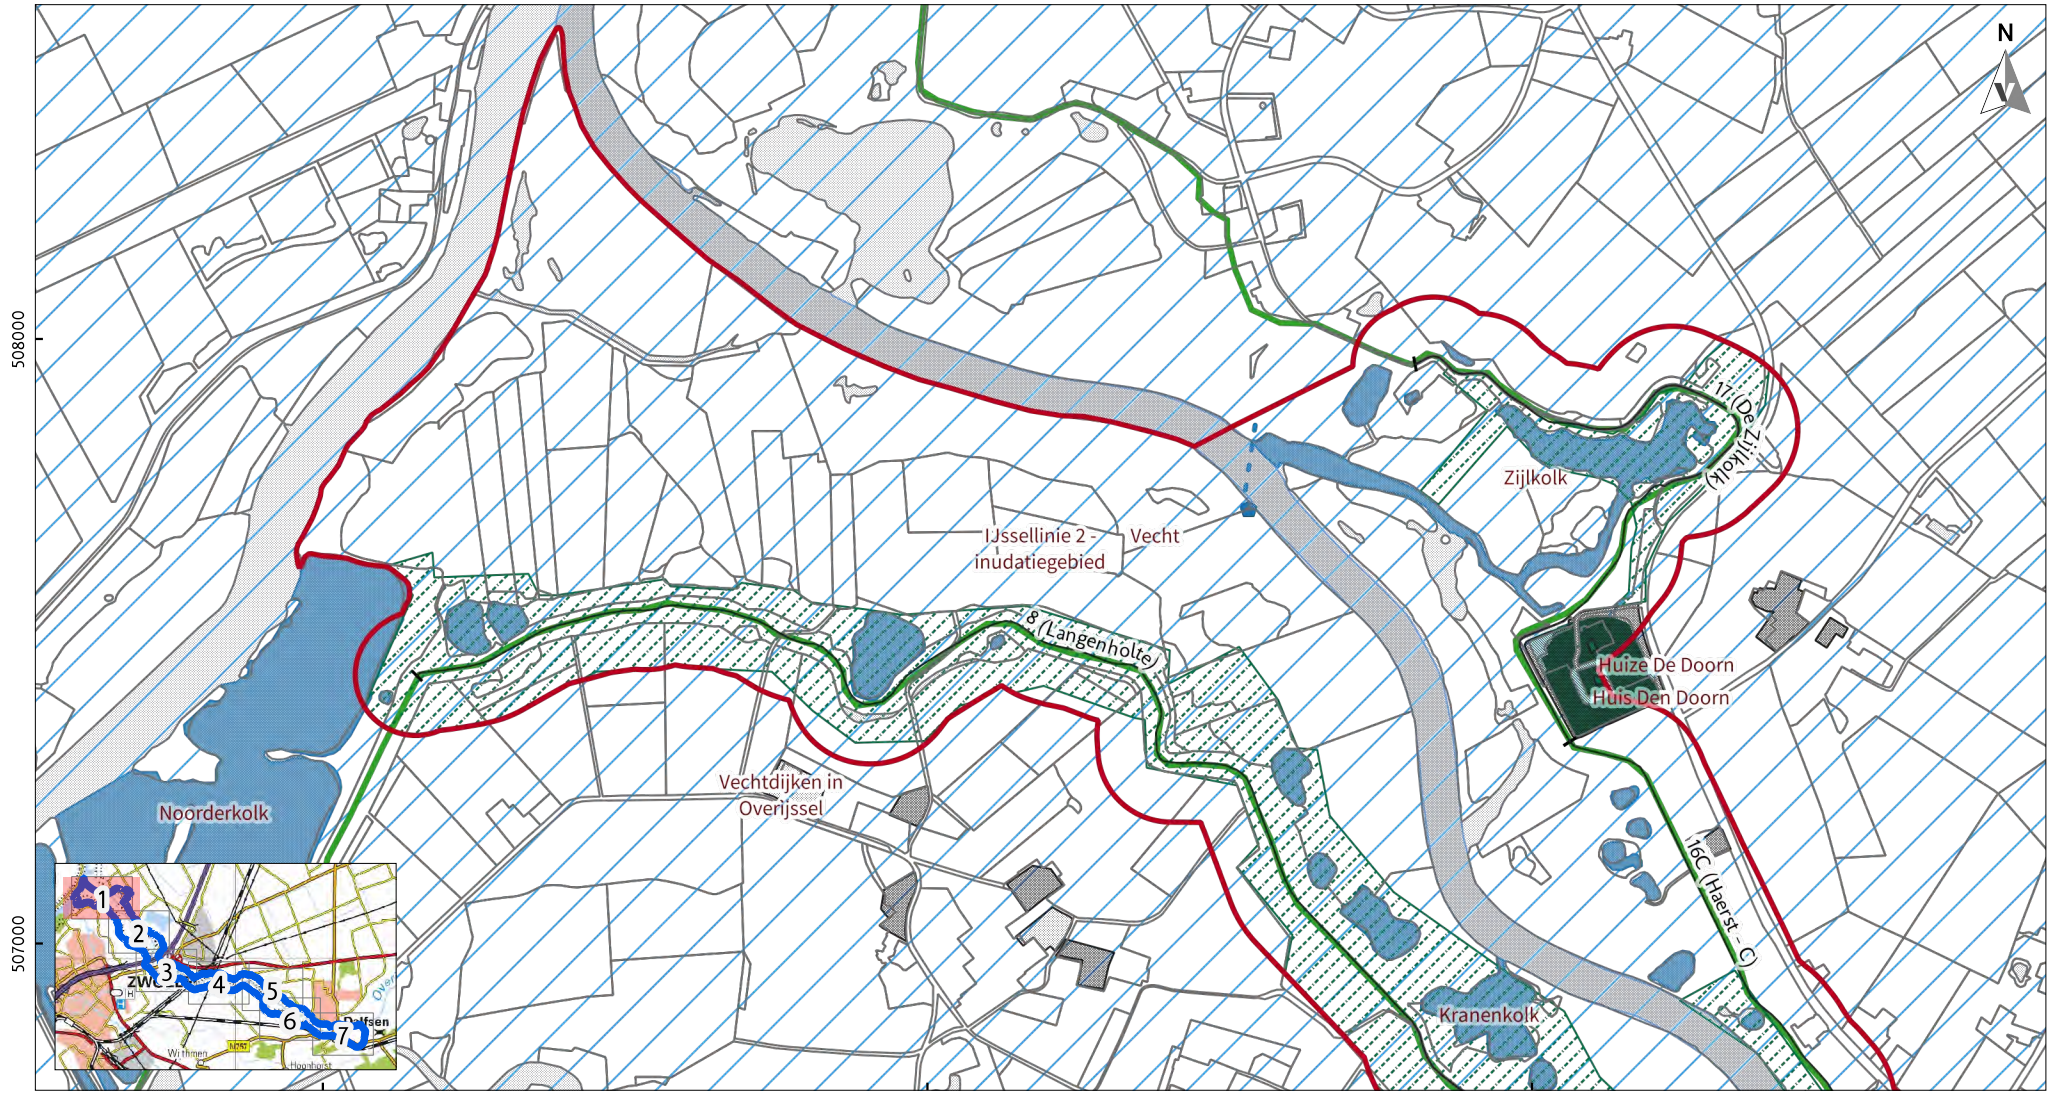 N
508000
17 (De Zijlkolk)
Zijlkolk
IJssellinie 2 -
inudatiegebied
Vecht
8 (Langenholte)
Huize De Doorn
Huis Den Doorn
Vechtdijken in
Overijssel
Noorderkolk
16C (Haerst - C)
507000
Kranenkolk
1
2
3
4
5
6
7
Dalfsen
Withmen
N757
Hoonhorst